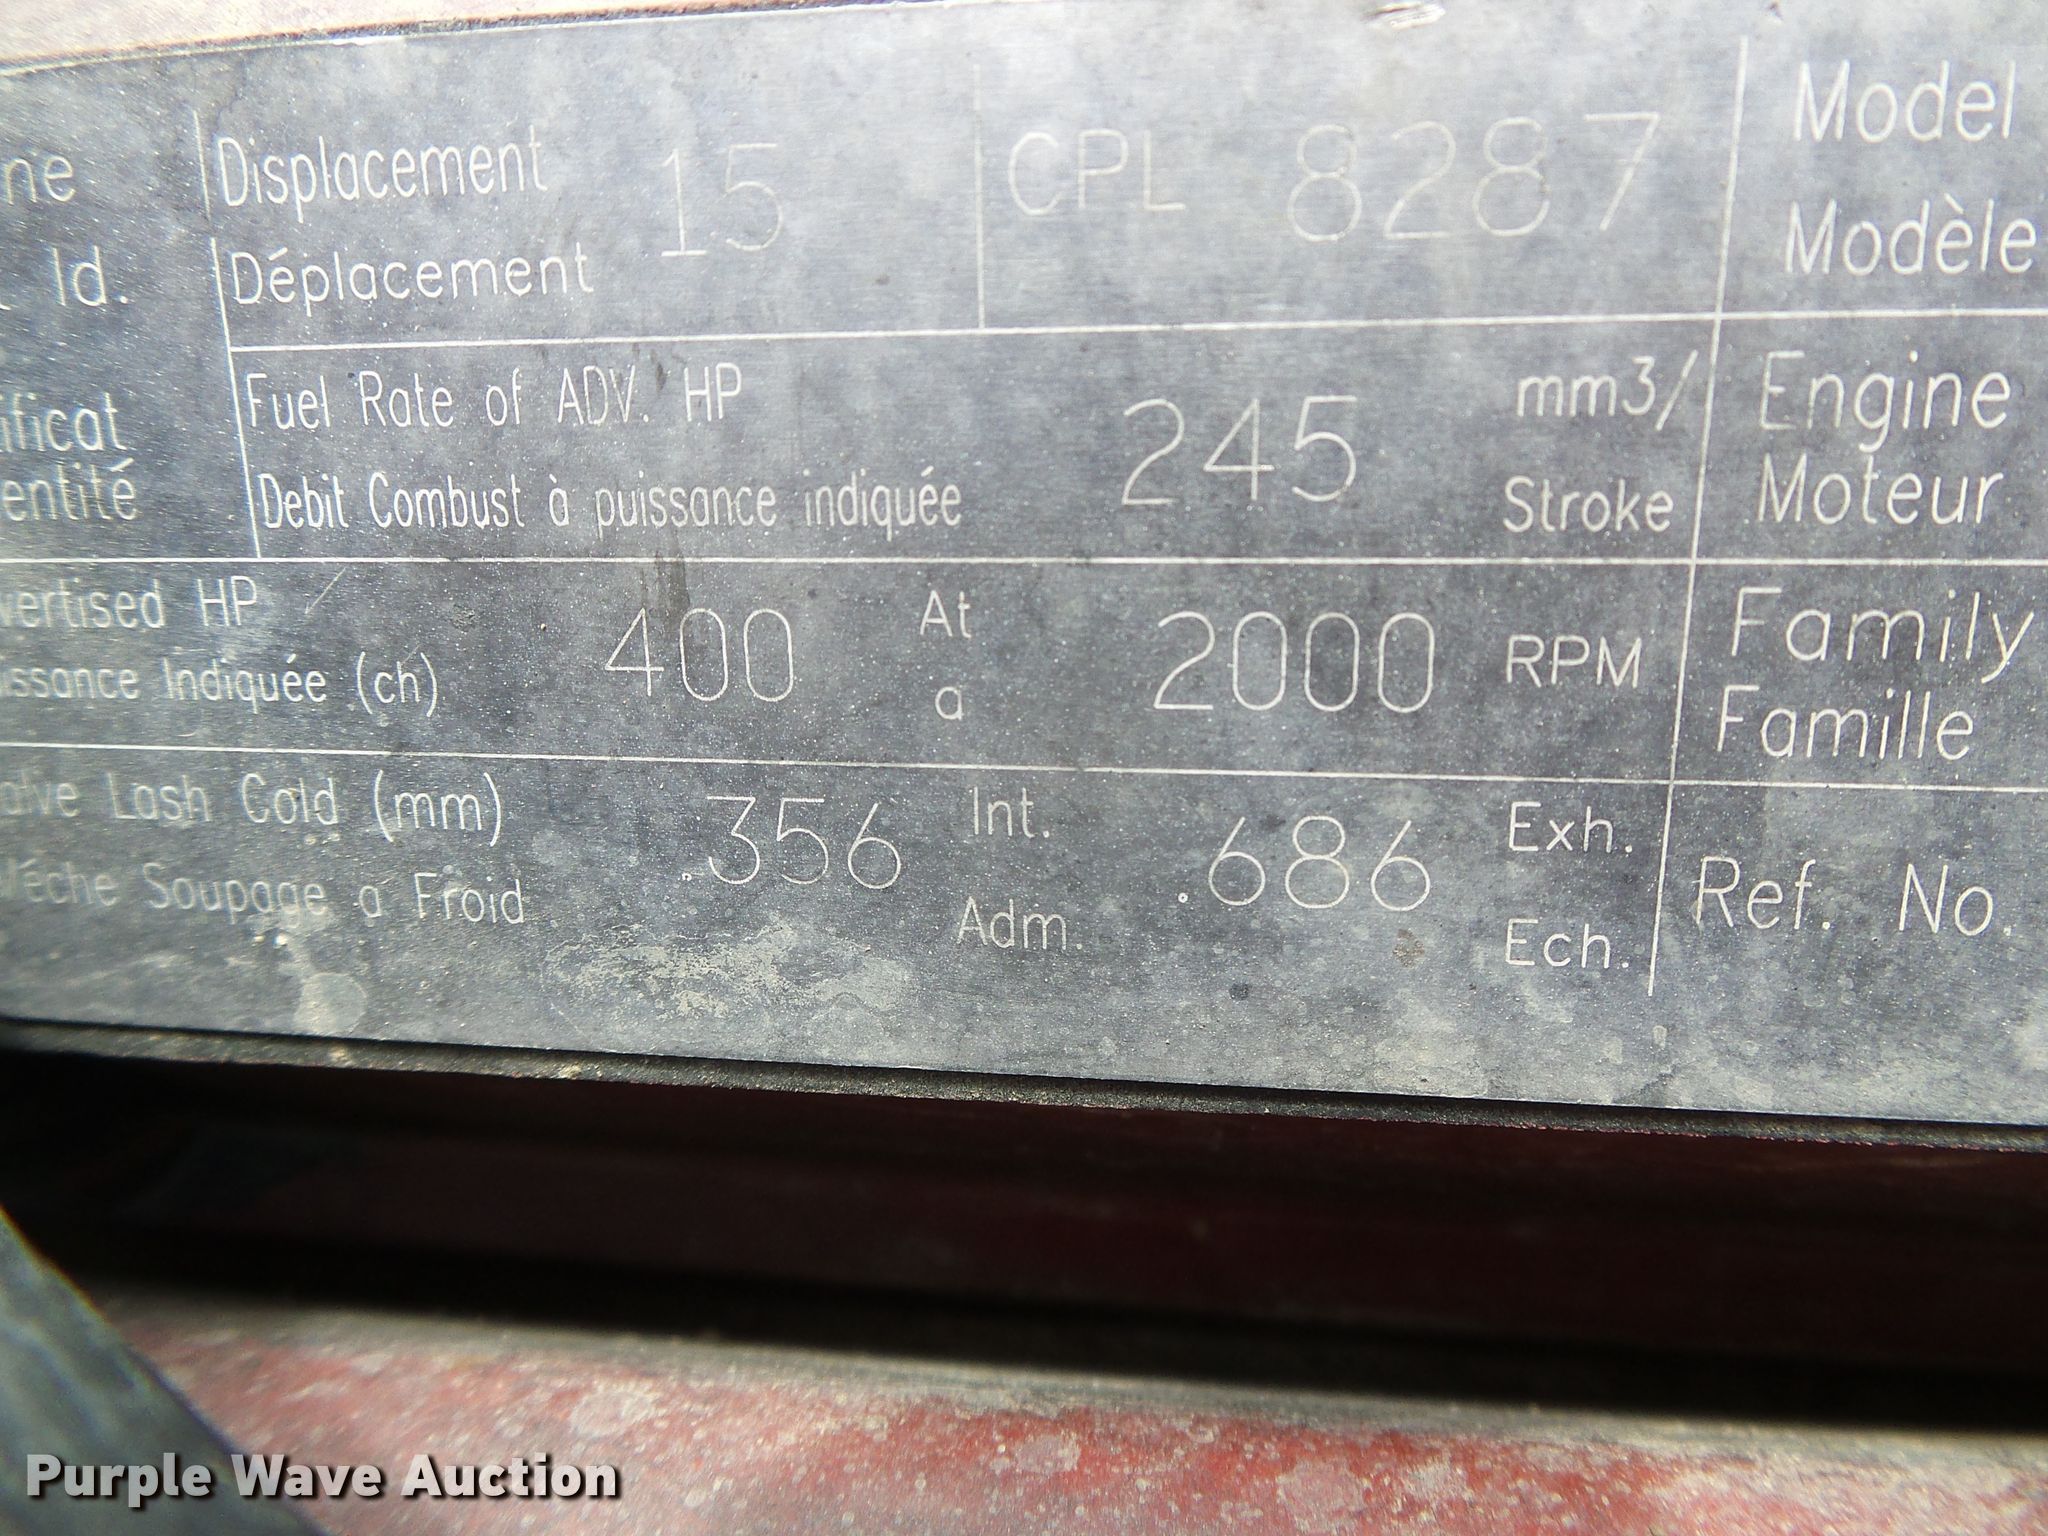 ne Displacement 15 CPL 8287 Model
Id. Déplacement Modèle
Fuel Rate of ADV. HP 245 mm3/ Engine
ificat
entité Debit Combust à puissance indiquée Stroke Moteur
vertised HP 400 At 2000 RPM Family
issance Indiquée (ch) a Famille
alve Lash Cold (mm) .356 Int. .686 Exh. Ref. No.
Véche Soupage a Froid Adm. Ech.
Purple Wave Auction